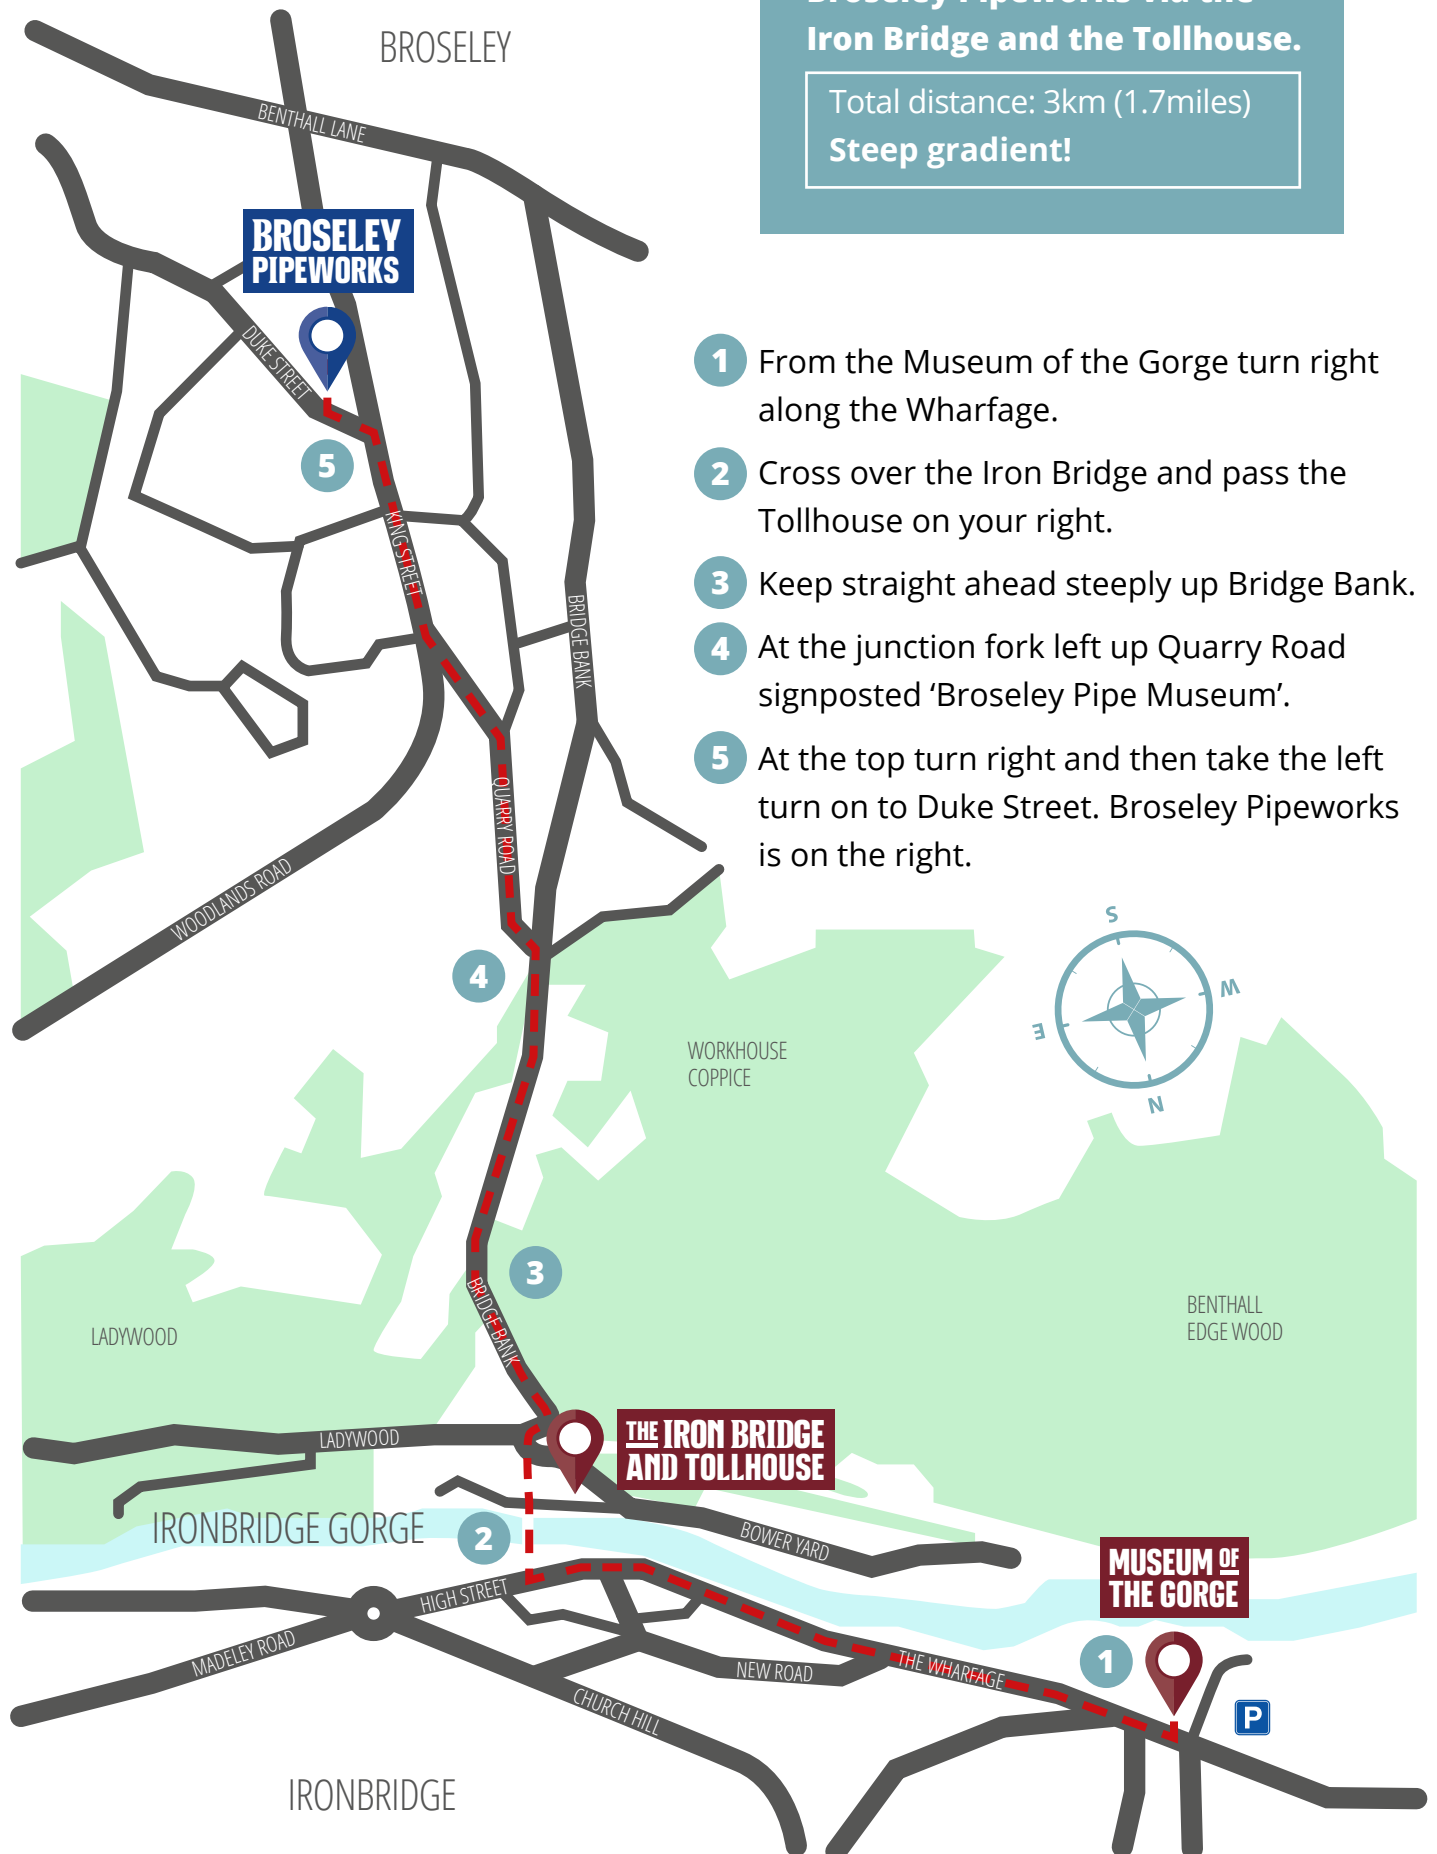 Broseley Pipeworks via the
Iron Bridge and the Tollhouse.
Total distance: 3km (1.7miles)
Steep gradient!
BROSELEY
BENTHALL LANE
BROSELEY
PIPEWORKS
DUKE STREET
5
KING STREET
BRIDGE BANK
1 From the Museum of the Gorge turn right
along the Wharfage.
2 Cross over the Iron Bridge and pass the
Tollhouse on your right.
3 Keep straight ahead steeply up Bridge Bank.
4 At the junction fork left up Quarry Road
signposted ‘Broseley Pipe Museum’.
5 At the top turn right and then take the left
turn on to Duke Street. Broseley Pipeworks
is on the right.
QUARRY ROAD
WOODLANDS ROAD
4
S
W
E
N
WORKHOUSE
COPPICE
3
BRIDGE BANK
LADYWOOD
BENTHALL
EDGE WOOD
LADYWOOD
THE IRON BRIDGE
AND TOLLHOUSE
IRONBRIDGE GORGE
2
BOWER YARD
MUSEUM OF
THE GORGE
HIGH STREET
MADELEY ROAD
NEW ROAD
THE WHARFAGE
1
P
CHURCH HILL
IRONBRIDGE